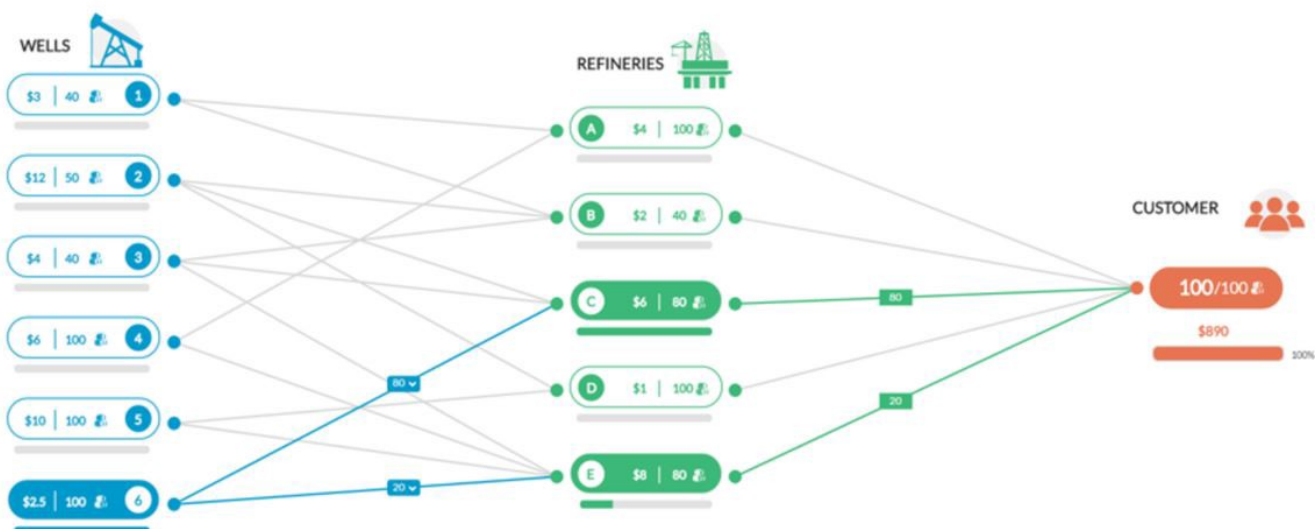 WELLS
$3 | 40 1
$12 | 50 2
$4 | 40 3
$6 | 100 4
$10 | 100 5
$2.5 | 100 6
80
20
REFINERIES
A $4 | 100
B $2 | 40
C $6 | 80
D $1 | 100
E $8 | 80
80
20
CUSTOMER
100/100
$890
100%